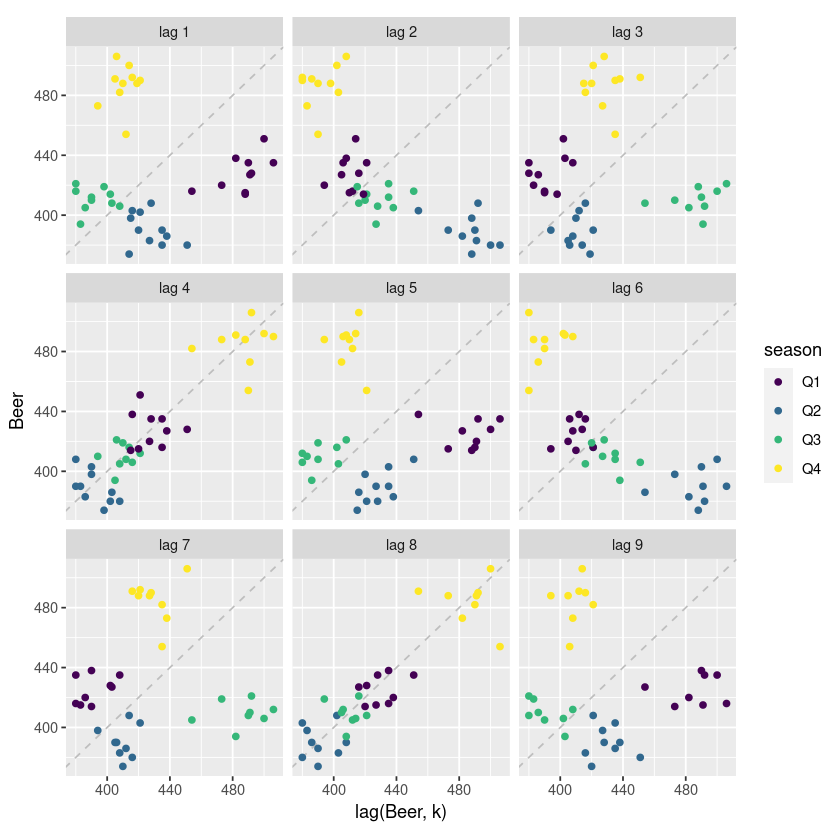 lag 1
lag 2
lag 3
480
440
400
lag 4
lag 5
lag 6
480
440
400
lag 7
lag 8
lag 9
480
440
400
400 440 480
400 440 480
400 440 480
Beer
lag(Beer, k)
season
Q1
Q2
Q3
Q4